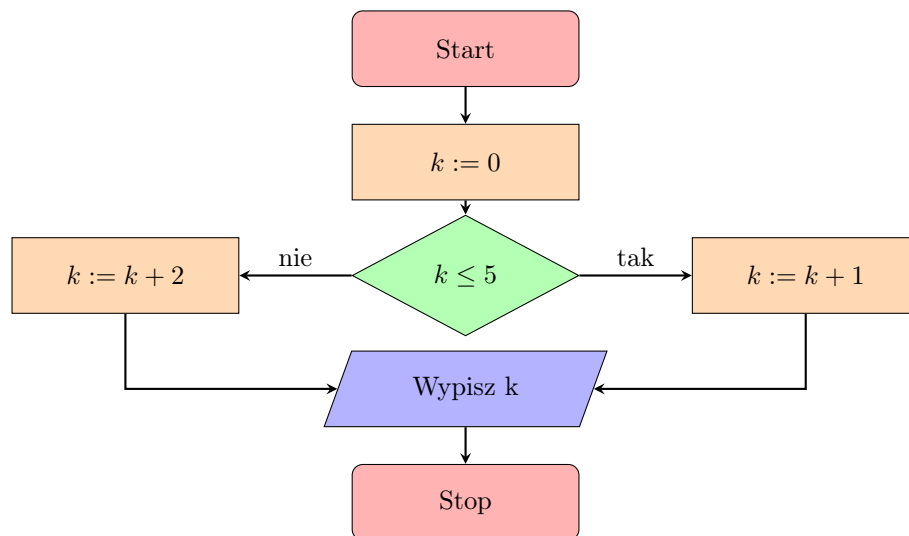 Start
k := 0
nie
tak
k := k + 2
k ≤ 5
k := k + 1
Wypisz k
Stop